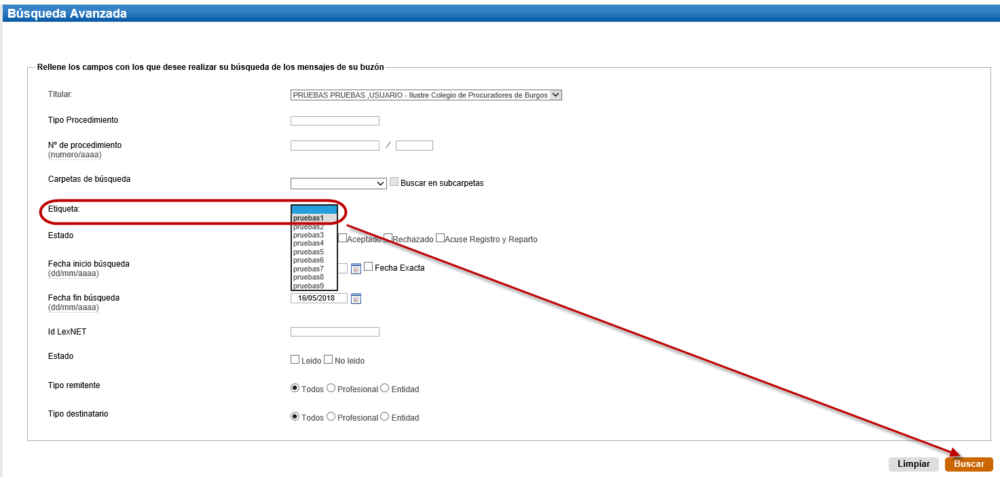 Búsqueda Avanzada
Rellene los campos con los que desee realizar su búsqueda de los mensajes de su buzón
Titular:
PRUEBAS PRUEBAS ,USUARIO - Ilustre Colegio de Procuradores de Burgos
Tipo Procedimiento
Nº de procedimiento
(numero/aaaa)
/
Carpetas de búsqueda
Buscar en subcarpetas
Etiqueta:
pruebas1
pruebas2
pruebas3
pruebas4
pruebas5
pruebas6
pruebas7
pruebas8
pruebas9
Estado
Aceptado Rechazado Acuse Registro y Reparto
Fecha inicio búsqueda
(dd/mm/aaaa)
Fecha Exacta
Fecha fin búsqueda
(dd/mm/aaaa)
16/05/2018
Id LexNET
Estado
Leido No leido
Tipo remitente
Todos Profesional Entidad
Tipo destinatario
Todos Profesional Entidad
Limpiar Buscar